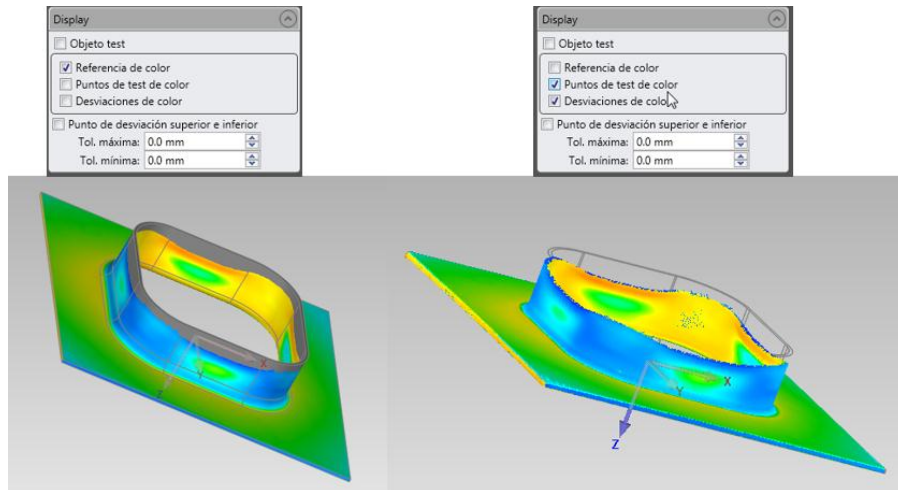 Display
Objeto test
Referencia de color
Puntos de test de color
Desviaciones de color
Punto de desviación superior e inferior
Tol. máxima: 0.0 mm
Tol. mínima: 0.0 mm
Display
Objeto test
Referencia de color
Puntos de test de color
Desviaciones de color
Punto de desviación superior e inferior
Tol. máxima: 0.0 mm
Tol. mínima: 0.0 mm
X
Y
Z
X
Y
Z